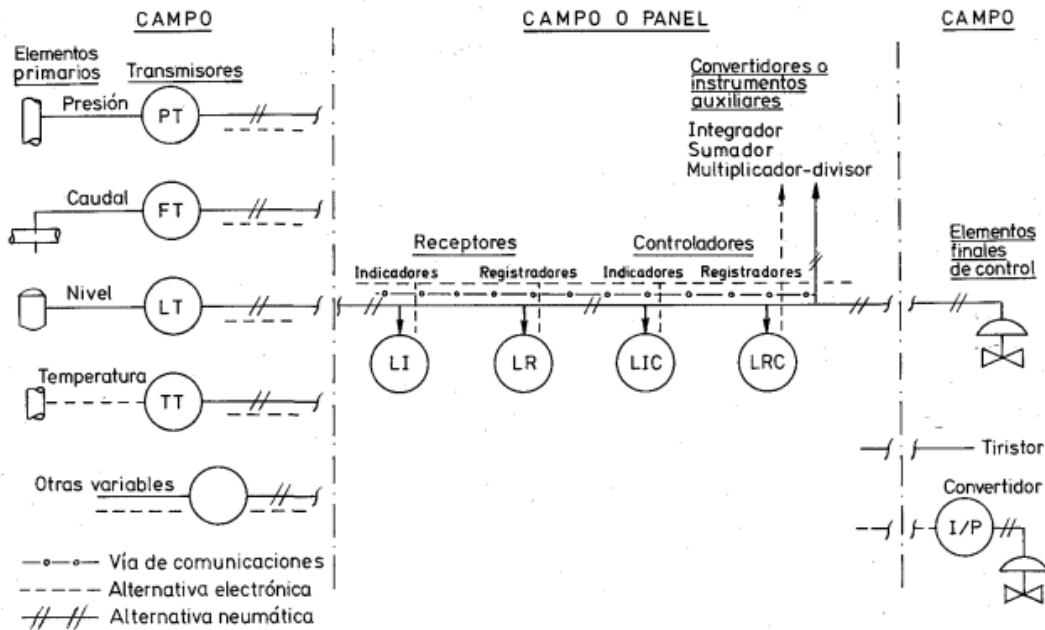 CAMPO
CAMPO O PANEL
CAMPO
Elementos
primarios
Transmisores
Presión
PT
Caudal
FT
Nivel
LT
Temperatura
TT
Otras variables
Convertidores o
instrumentos
auxiliares
Integrador
Sumador
Multiplicador-divisor
Receptores
Controladores
Indicadores
Registradores
Indicadores
Registradores
LI
LR
LIC
LRC
Elementos
finales
de control
Tiristor
Convertidor
I/P
Vía de comunicaciones
Alternativa electrónica
Alternativa neumática